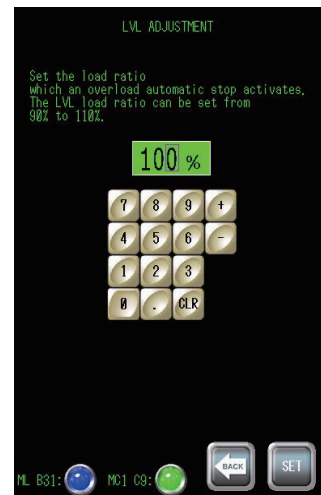 LVL ADJUSTMENT
Set the load ratio
which an overload automatic stop activates.
The LVL load ratio can be set from
90% to 110%.
100 %
7 8 9 +
4 5 6 -
1 2 3
0 . CLR
ML B31: MC1 C9: BACK SET